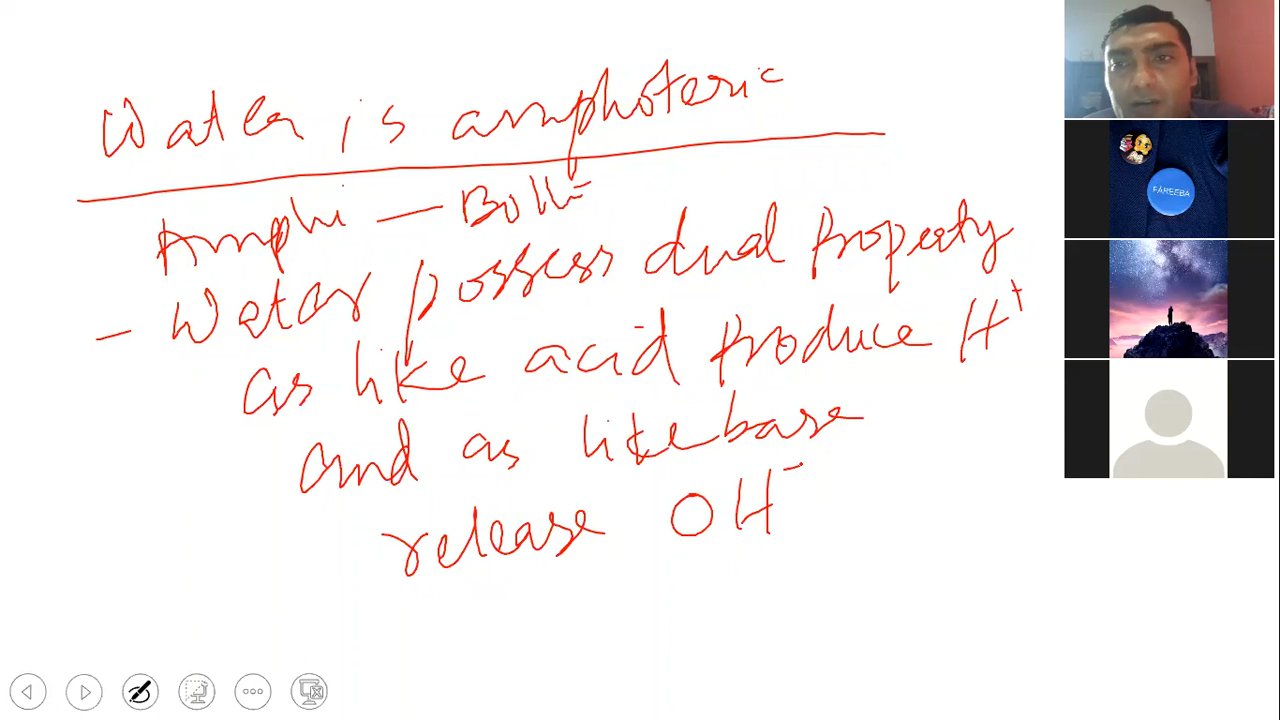 Water is amphoteric
Amphi — Both
- Water possess dual property
as like acid produce H⁺
and as like base
release OH⁻
FAREEBA